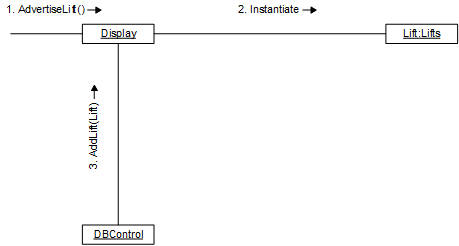 1. AdvertiseLift()
2. Instantiate
Display
Lift:Lifts
3. AddLift(Lift)
DBControl